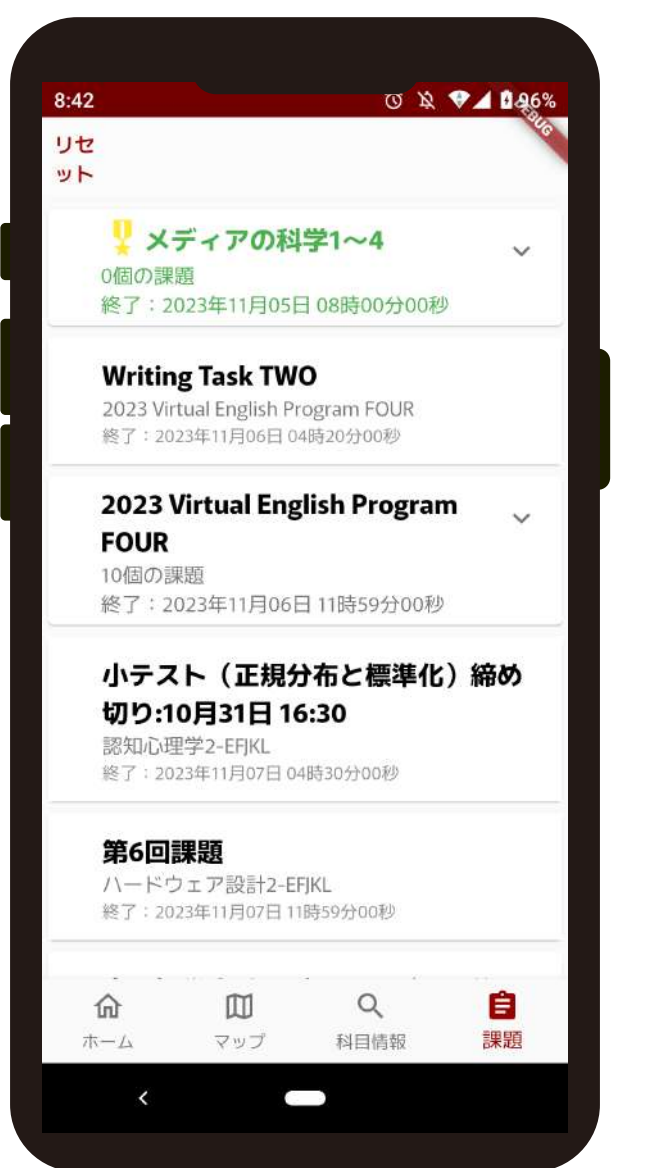 8:42 96%
DEBUG
リセ
ット
メディアの科学1〜4
0個の課題
終了：2023年11月05日 08時00分00秒
Writing Task TWO
2023 Virtual English Program FOUR
終了：2023年11月06日 04時20分00秒
2023 Virtual English Program
FOUR
10個の課題
終了：2023年11月06日 11時59分00秒
小テスト（正規分布と標準化）締め
切り:10月31日 16:30
認知心理学2-EFJKL
終了：2023年11月07日 04時30分00秒
第6回課題
ハードウェア設計2-EFJKL
終了：2023年11月07日 11時59分00秒
ホーム マップ 科目情報 課題